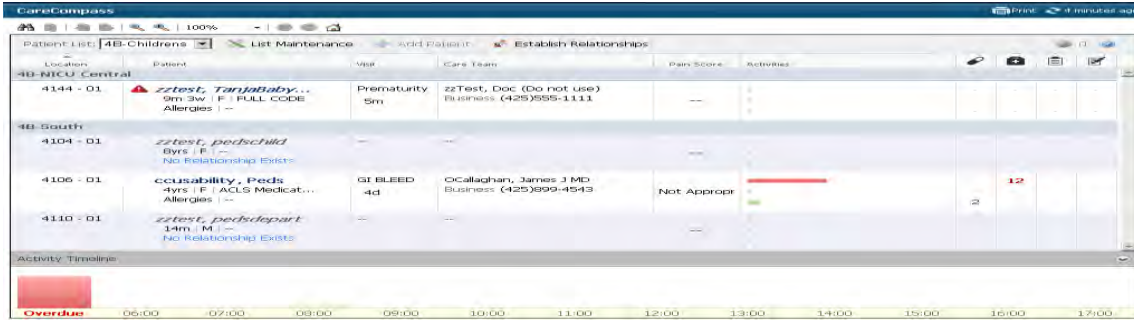 CareCompass Print 4 minutes ago
100%
Patient List: 4B-Childrens List Maintenance Add Patient Establish Relationships
Location Patient Visit Care Team Pain Score Activities
4B-NICU Central
4144 - 01 zztest, TanjaBaby... Prematurity zzTest, Doc (Do not use)
9m 3w | F | FULL CODE 5m Business (425)555-1111 --
Allergies | --
4B-South
4104 - 01 zztest, pedschild -- --
8yrs | F | -- --
No Relationship Exists
4106 - 01 ccusability, Peds GI BLEED OCallaghan, James J MD 12
4yrs | F | ACLS Medicat... 4d Business (425)899-4543 Not Appropr
Allergies | -- 2
4110 - 01 zztest, pedsdepart -- --
14m | M | -- --
No Relationship Exists
Activity Timeline
Overdue 06:00 07:00 08:00 09:00 10:00 11:00 12:00 13:00 14:00 15:00 16:00 17:00